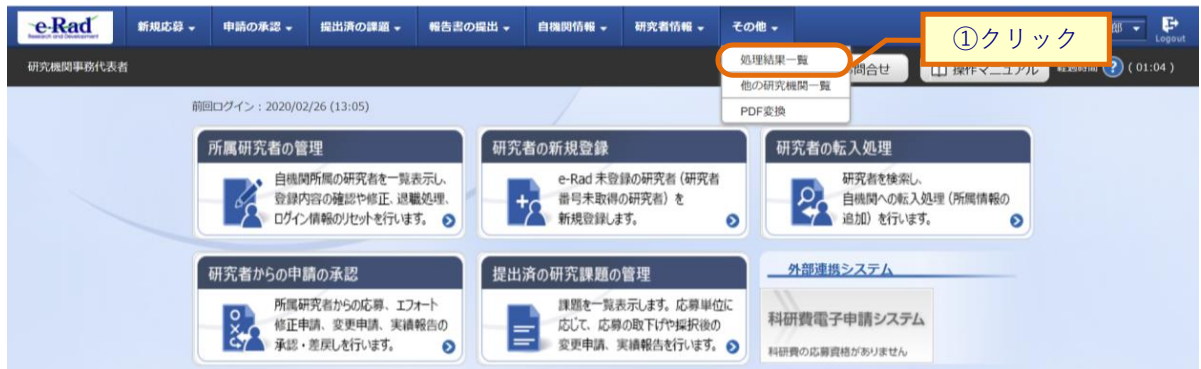 e-Rad
Research and Development
新規応募
申請の承認
提出済の課題
報告書の提出
自機関情報
研究者情報
その他
郎
Logout
①クリック
研究機関事務代表者
処理結果一覧
他の研究機関一覧
PDF変換
問合せ
操作マニュアル
経過時間
(01:04)
前回ログイン:2020/02/26 (13:05)
所属研究者の管理
自機関所属の研究者を一覧表示し、
登録内容の確認や修正、退職処理、
ログイン情報のリセットを行います。
研究者の新規登録
e-Rad 未登録の研究者(研究者
番号未取得の研究者)を
新規登録します。
研究者の転入処理
研究者を検索し、
自機関への転入処理(所属情報の
追加)を行います。
研究者からの申請の承認
所属研究者からの応募、エフォート
修正申請、変更申請、実績報告の
承認・差戻しを行います。
提出済の研究課題の管理
課題を一覧表示します。応募単位に
応じて、応募の取下げや採択後の
変更申請、実績報告を行います。
外部連携システム
科研費電子申請システム
科研費の応募資格がありません